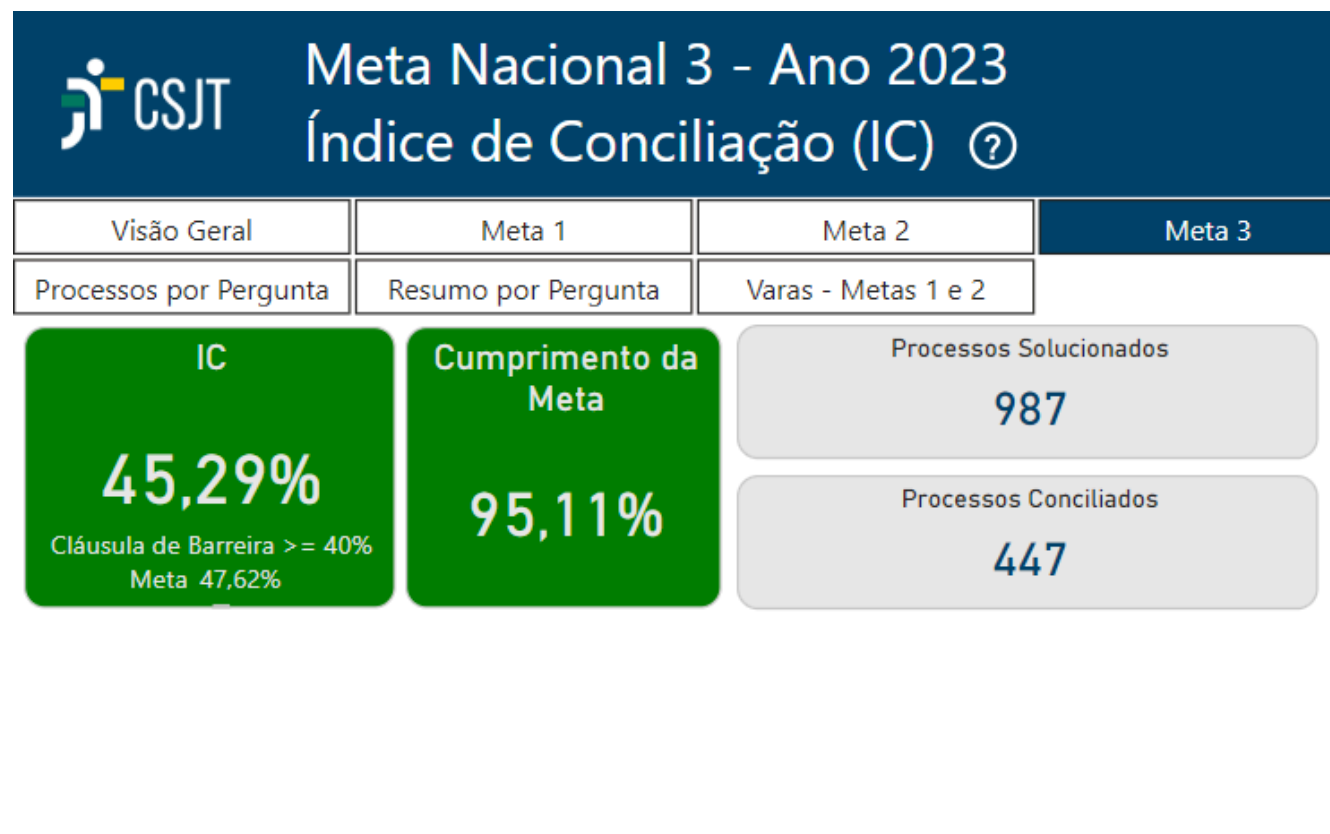 CSJT
Meta Nacional 3 - Ano 2023
Índice de Conciliação (IC) ?
Visão Geral
Meta 1
Meta 2
Meta 3
Processos por Pergunta
Resumo por Pergunta
Varas - Metas 1 e 2
IC
45,29%
Cláusula de Barreira >= 40%
Meta 47,62%
Cumprimento da
Meta
95,11%
Processos Solucionados
987
Processos Conciliados
447